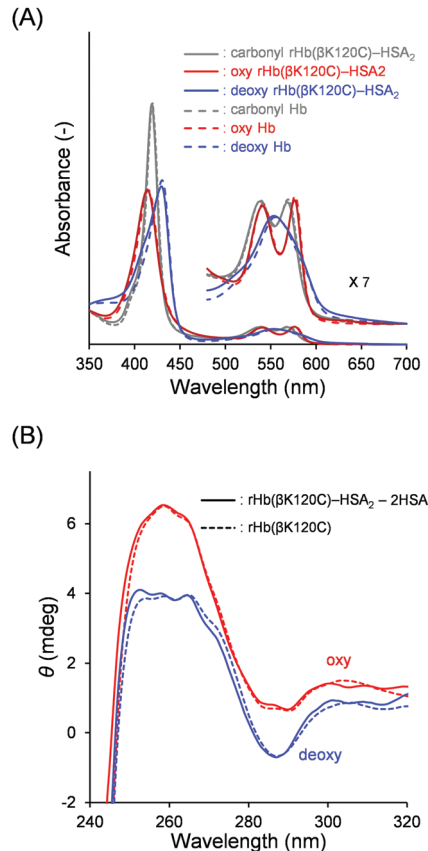 (A)
: carbonyl rHb(βK120C)–HSA₂
: oxy rHb(βK120C)–HSA2
: deoxy rHb(βK120C)–HSA₂
: carbonyl Hb
: oxy Hb
: deoxy Hb
Absorbance (-)
X 7
350 400 450 500 550 600 650 700
Wavelength (nm)
(B)
: rHb(βK120C)–HSA₂ – 2HSA
: rHb(βK120C)
6
4
2
0
-2
θ (mdeg)
oxy
deoxy
240 260 280 300 320
Wavelength (nm)